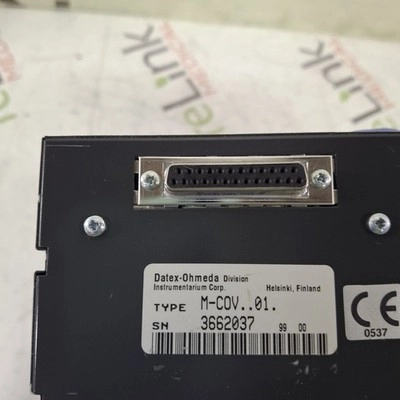 Datex-Ohmeda Division
Instrumentarium Corp. Helsinki, Finland
TYPE M-COV..01.
SN 3662037 99 00
CE
0537